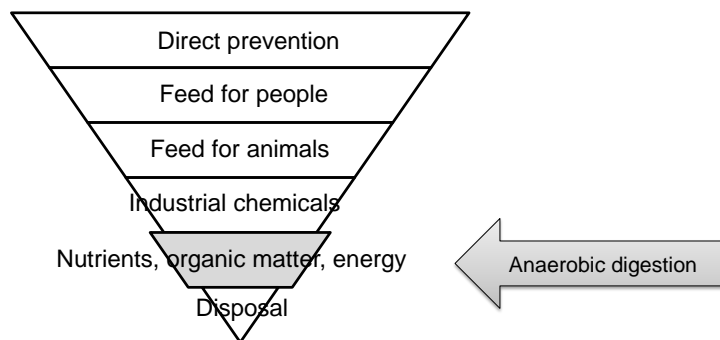 Direct prevention
Feed for people
Feed for animals
Industrial chemicals
Nutrients, organic matter, energy
Anaerobic digestion
Disposal